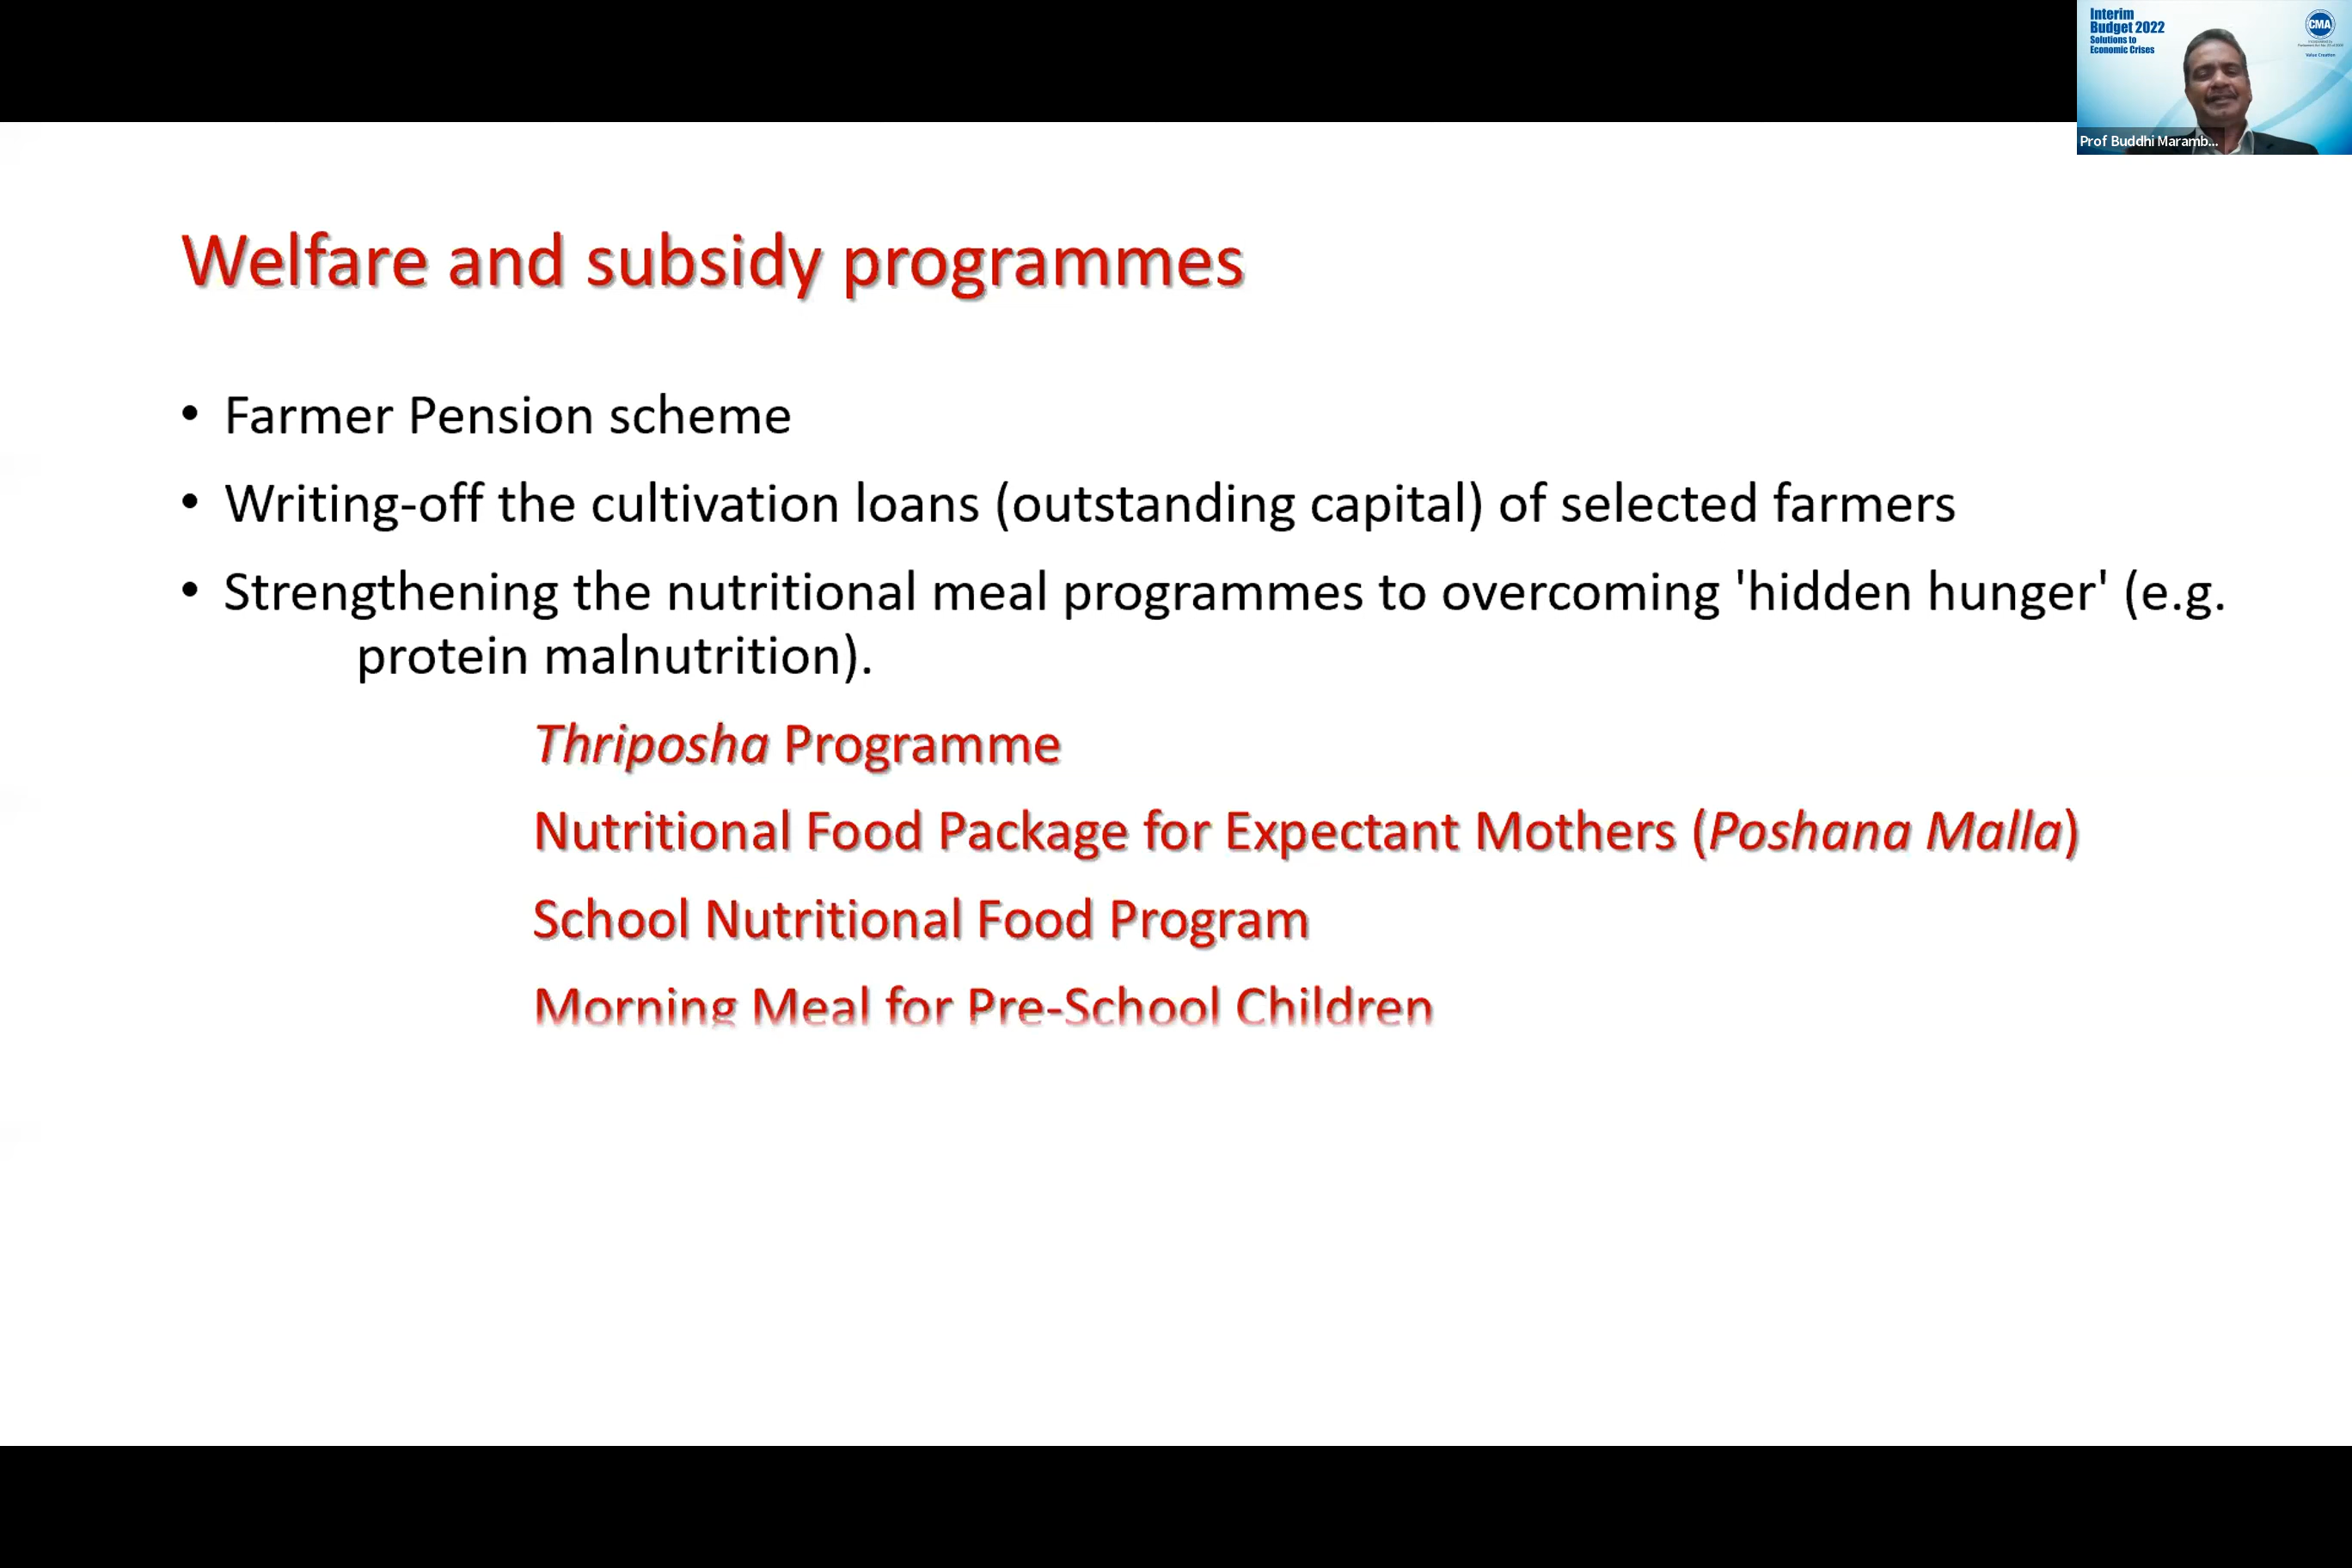 Interim
Budget 2022
Solutions to
Economic Crises
CMA
Value Creation
Prof Buddhi Maramb...
Welfare and subsidy programmes
• Farmer Pension scheme
• Writing-off the cultivation loans (outstanding capital) of selected farmers
• Strengthening the nutritional meal programmes to overcoming 'hidden hunger' (e.g.
protein malnutrition).
Thriposha Programme
Nutritional Food Package for Expectant Mothers (Poshana Malla)
School Nutritional Food Program
Morning Meal for Pre-School Children